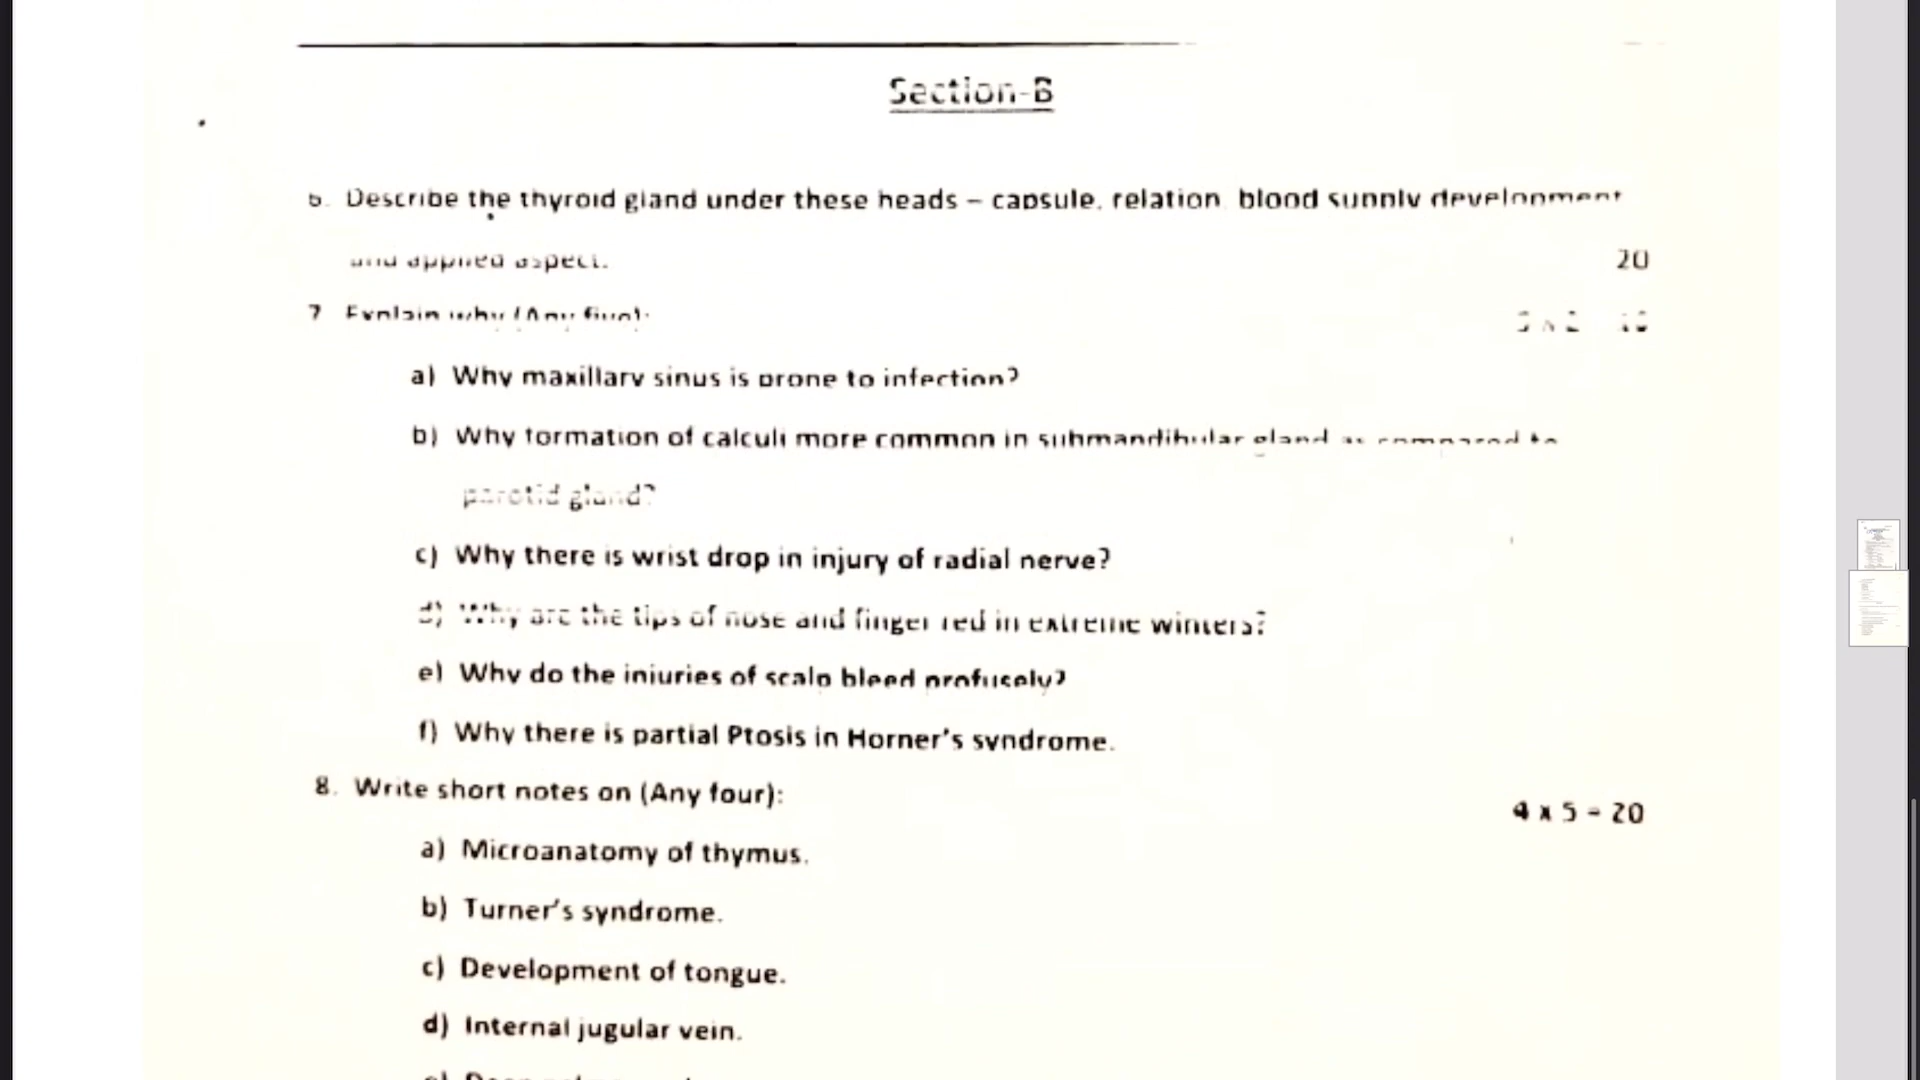 Section-B
6. Describe the thyroid gland under these heads – capsule, relation, blood supply development
and applied aspect. 20
7 Explain why (Any five):
a) Why maxillary sinus is prone to infection?
b) Why formation of calculi more common in submandibular gland as compared to
parotid gland?
c) Why there is wrist drop in injury of radial nerve?
d) Why are the tips of nose and finger red in extreme winters?
e) Why do the injuries of scalp bleed profusely?
f) Why there is partial Ptosis in Horner's syndrome.
8. Write short notes on (Any four): 4 x 5 = 20
a) Microanatomy of thymus.
b) Turner's syndrome.
c) Development of tongue.
d) Internal jugular vein.